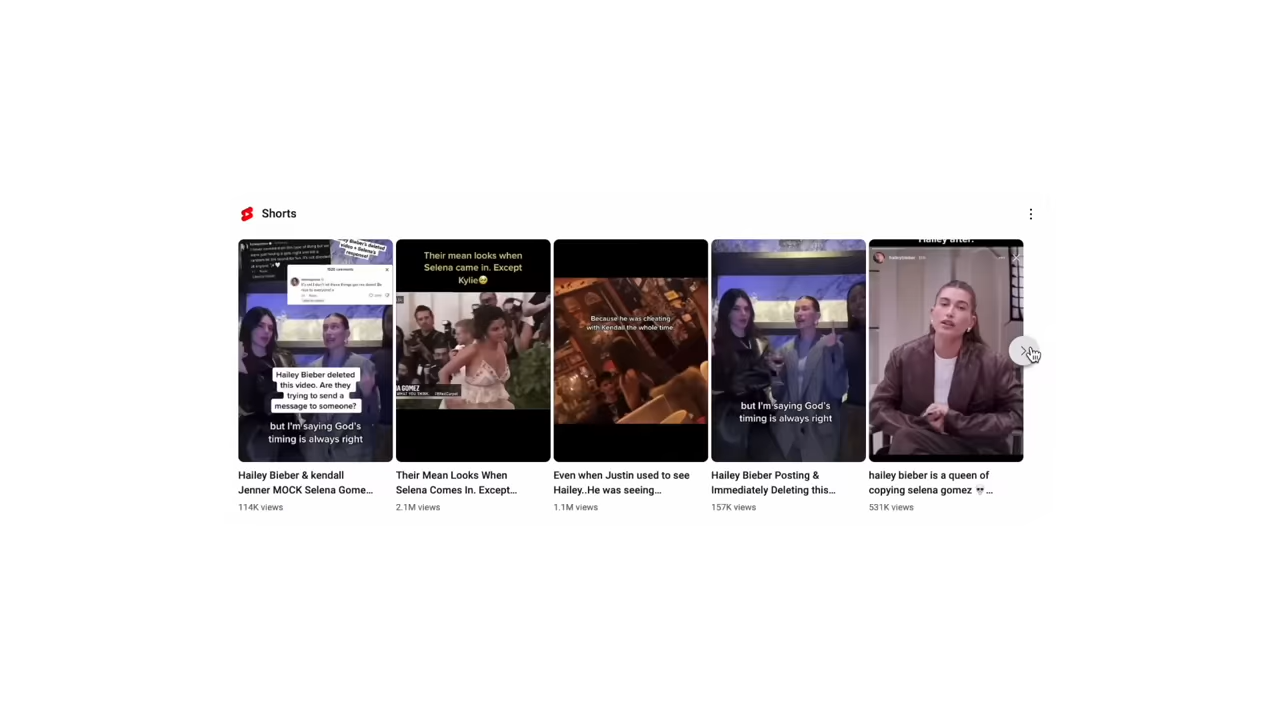 Shorts
Hailey Bieber deleted
this video. Are they
trying to send a
message to someone?
but I'm saying God's
timing is always right
Hailey Bieber & kendall
Jenner MOCK Selena Gome...
114K views
Their mean looks when
Selena came in. Except
Kylie🥹
Their Mean Looks When
Selena Comes In. Except...
2.1M views
Because he was cheating
with Kendall the whole time
Even when Justin used to see
Hailey..He was seeing...
1.1M views
but I'm saying God's
timing is always right
Hailey Bieber Posting &
Immediately Deleting this...
157K views
Hailey after:
haileybieber
hailey bieber is a queen of
copying selena gomez 💀...
531K views